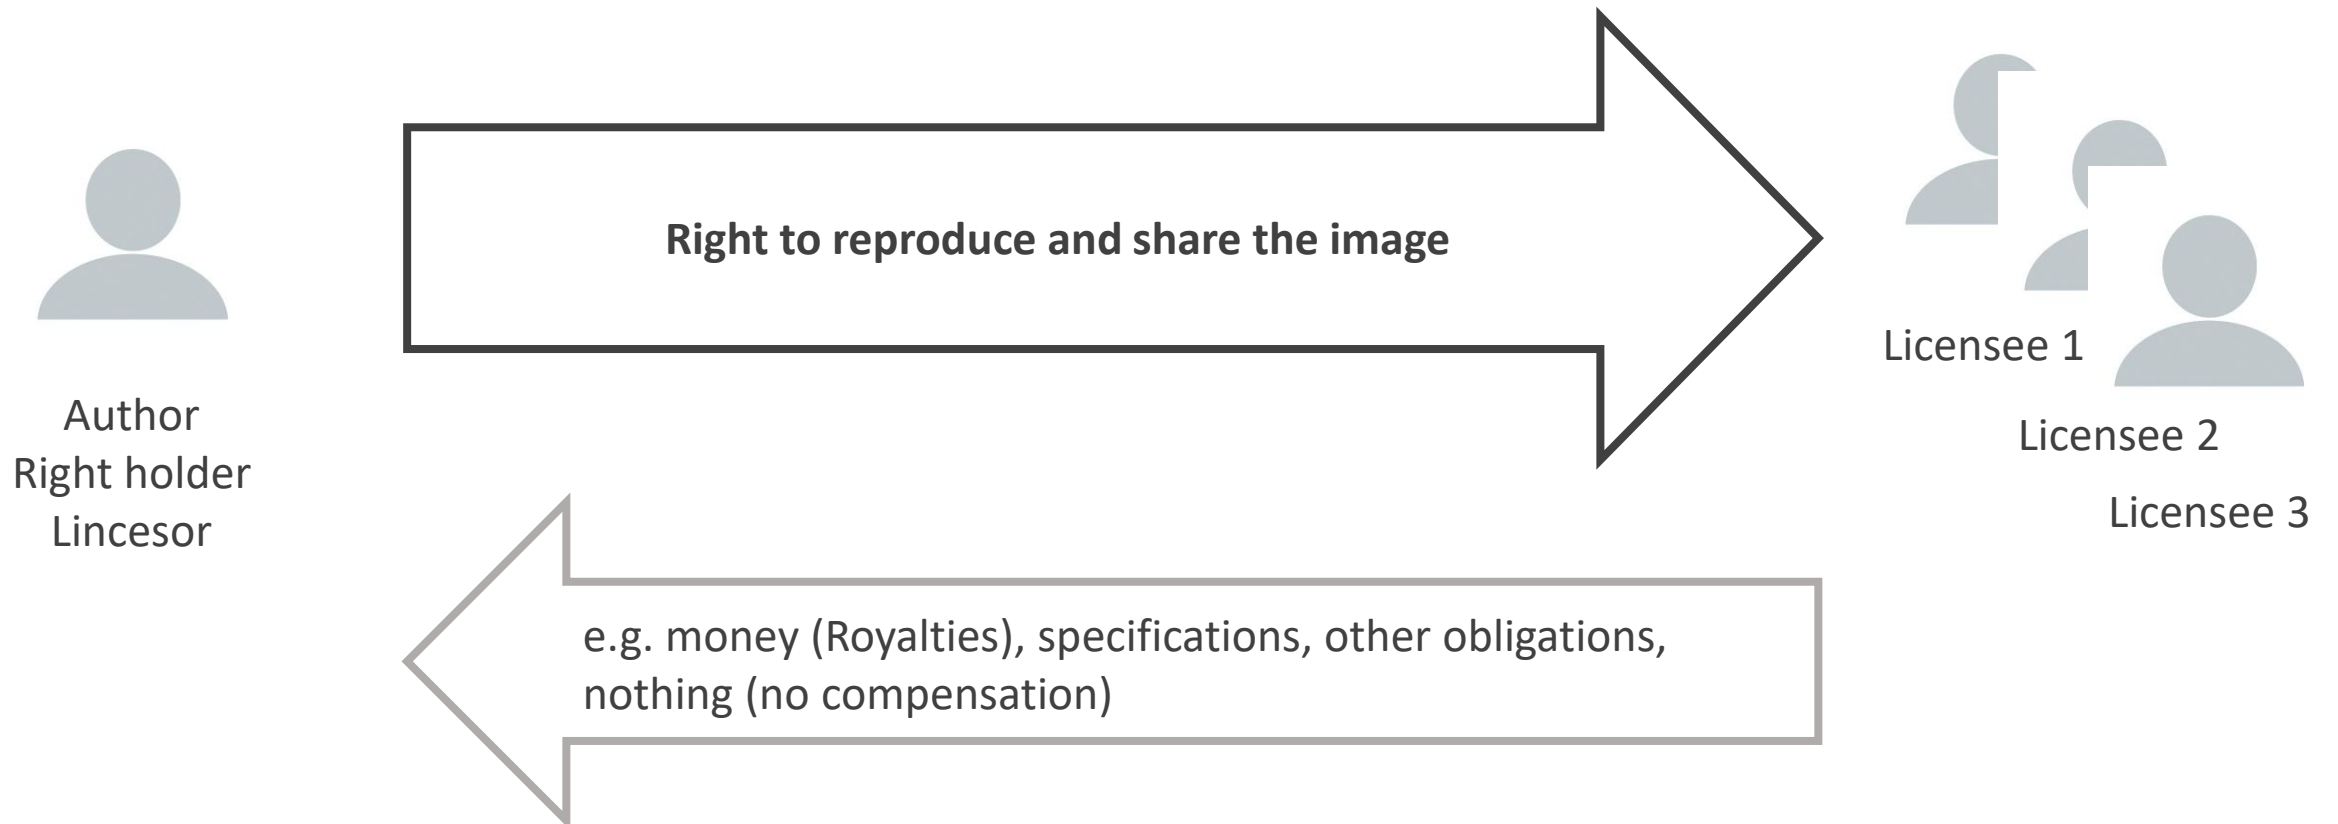 Right to reproduce and share the image
Author
Right holder
Lincesor
Licensee 1
Licensee 2
Licensee 3
e.g. money (Royalties), specifications, other obligations,
nothing (no compensation)